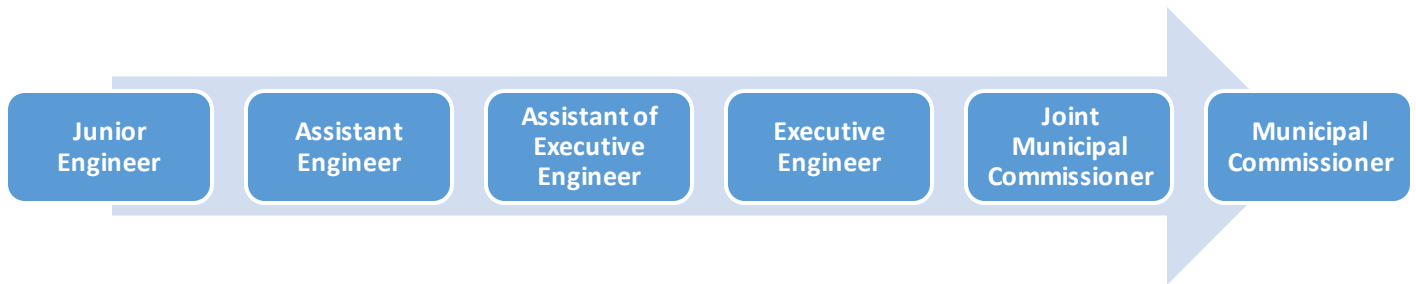 Junior
Engineer
Assistant
Engineer
Assistant of
Executive
Engineer
Executive
Engineer
Joint
Municipal
Commissioner
Municipal
Commissioner